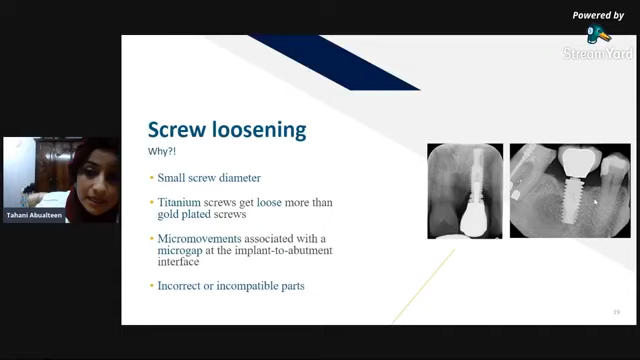 Powered by
StreamYard
Screw loosening
Why?!
• Small screw diameter
• Titanium screws get loose more than
gold plated screws
• Micromovements associated with a
microgap at the implant-to-abutment
interface
• Incorrect or incompatible parts
Tahani Abualteen
19